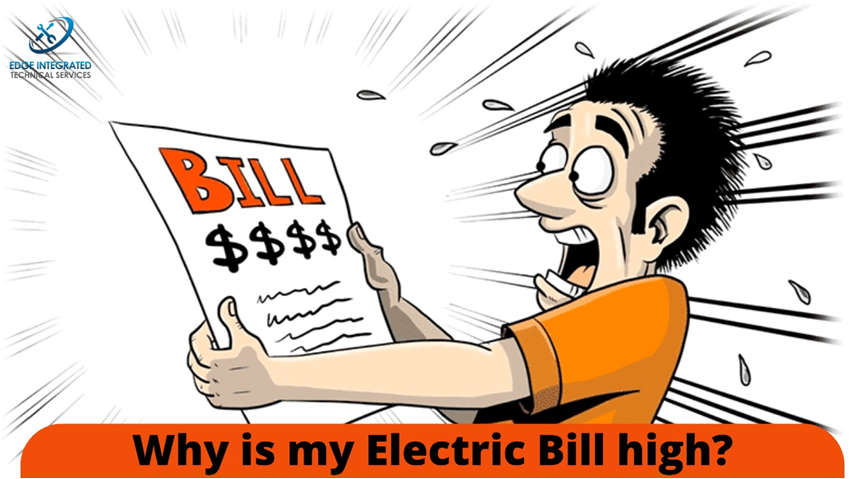 EDGE INTEGRATED
TECHNICAL SERVICES
BILL
$$$$
Why is my Electric Bill high?